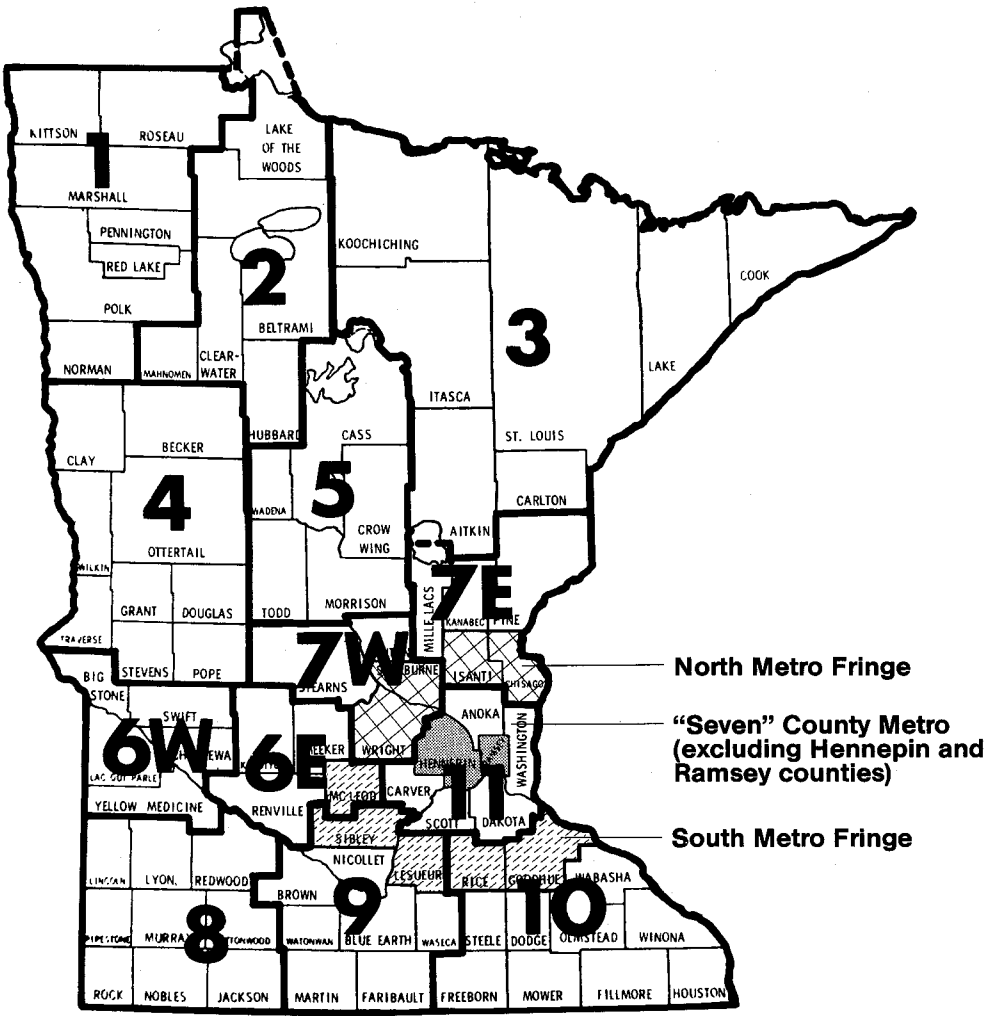 KITTSON
ROSEAU
LAKE
OF THE
WOODS
1
MARSHALL
PENNINGTON
RED LAKE
KOOCHICHING
2
COOK
POLK
BELTRAMI
3
NORMAN
MAHNOMEN
CLEAR-
WATER
LAKE
ITASCA
HUBBARD
CASS
ST. LOUIS
BECKER
CLAY
4
5
CARLTON
WADENA
CROW
WING
AITKIN
OTTERTAIL
WILKIN
7E
GRANT
DOUGLAS
TODD
MORRISON
MILLE LACS
KANABEC
PINE
TRAVERSE
7W
STEVENS
POPE
BIG
STONE
STEARNS
ISANTI
CHISAGO
North Metro Fringe
SWIFT
ANOKA
WASHINGTON
“Seven” County Metro
(excluding Hennepin and
Ramsey counties)
6W
6E
WRIGHT
HENNEPIN
LAC QUI PARLE
MCLEOD
CARVER
11
YELLOW MEDICINE
RENVILLE
SCOTT
DAKOTA
SIBLEY
South Metro Fringe
NICOLLET
LESUEUR
RICE
GOODHUE
WABASHA
LINCOLN
LYON
REDWOOD
BROWN
9
10
8
PIPESTONE
MURRAY
WATONWAN
BLUE EARTH
WASECA
STEELE
DODGE
OLMSTEAD
WINONA
ROCK
NOBLES
JACKSON
MARTIN
FARIBAULT
FREEBORN
MOWER
FILLMORE
HOUSTON